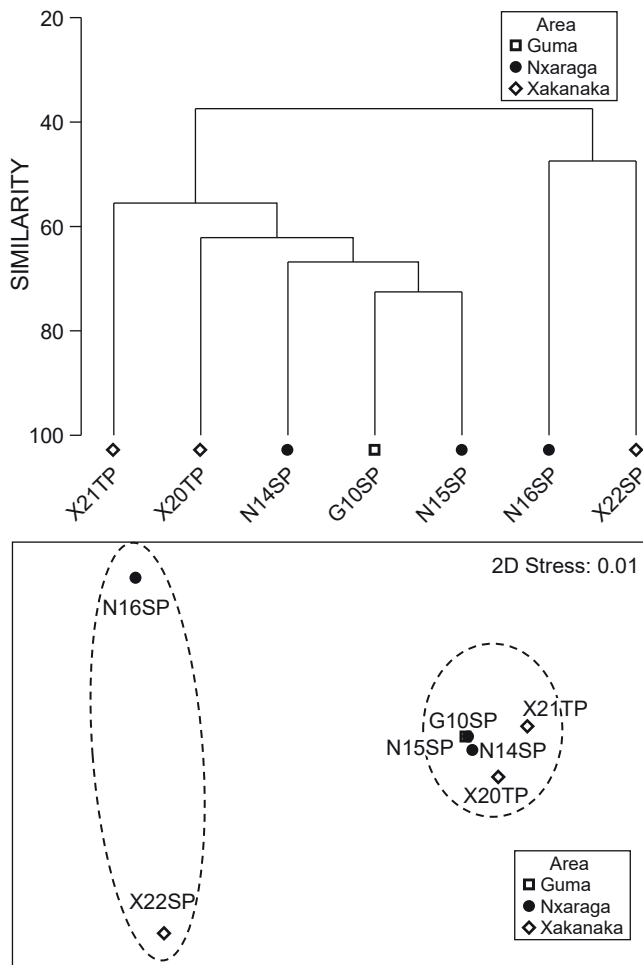 20
40
60
80
100
SIMILARITY
Area
Guma
Nxaraga
Xakanaka
X21TP
X20TP
N14SP
G10SP
N15SP
N16SP
X22SP
2D Stress: 0.01
N16SP
X21TP
G10SP
N15SP
N14SP
X20TP
X22SP
Area
Guma
Nxaraga
Xakanaka